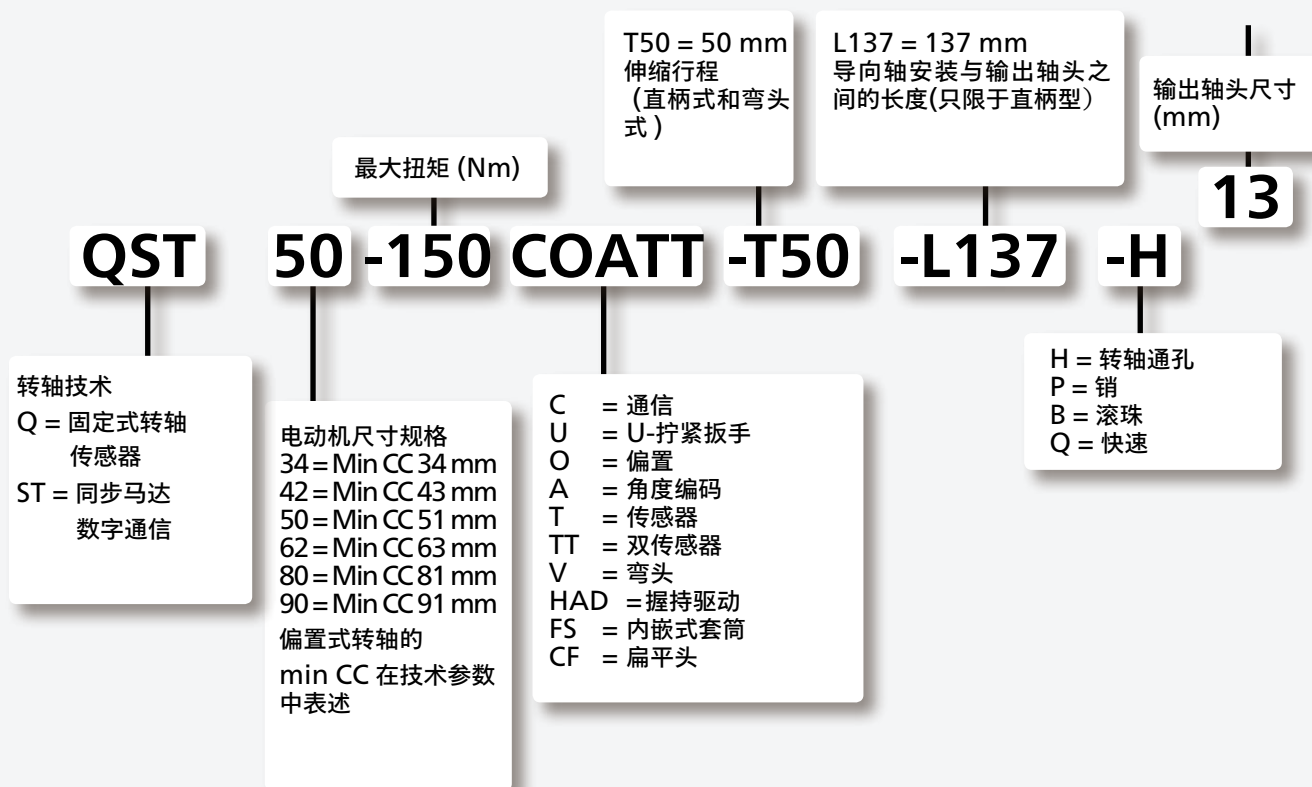 T50 = 50 mm
伸缩行程
(直柄式和弯头
式 )
L137 = 137 mm
导向轴安装与输出轴头之
间的长度(只限于直柄型）
输出轴头尺寸
(mm)
最大扭矩 (Nm)
13
QST 50 -150 COATT -T50 -L137 -H
转轴技术
Q = 固定式转轴
传感器
ST = 同步马达
数字通信
电动机尺寸规格
34 = Min CC 34 mm
42 = Min CC 43 mm
50 = Min CC 51 mm
62 = Min CC 63 mm
80 = Min CC 81 mm
90 = Min CC 91 mm
偏置式转轴的
min CC 在技术参数
中表述
C = 通信
U = U-拧紧扳手
O = 偏置
A = 角度编码
T = 传感器
TT = 双传感器
V = 弯头
HAD = 握持驱动
FS = 内嵌式套筒
CF = 扁平头
H = 转轴通孔
P = 销
B = 滚珠
Q = 快速